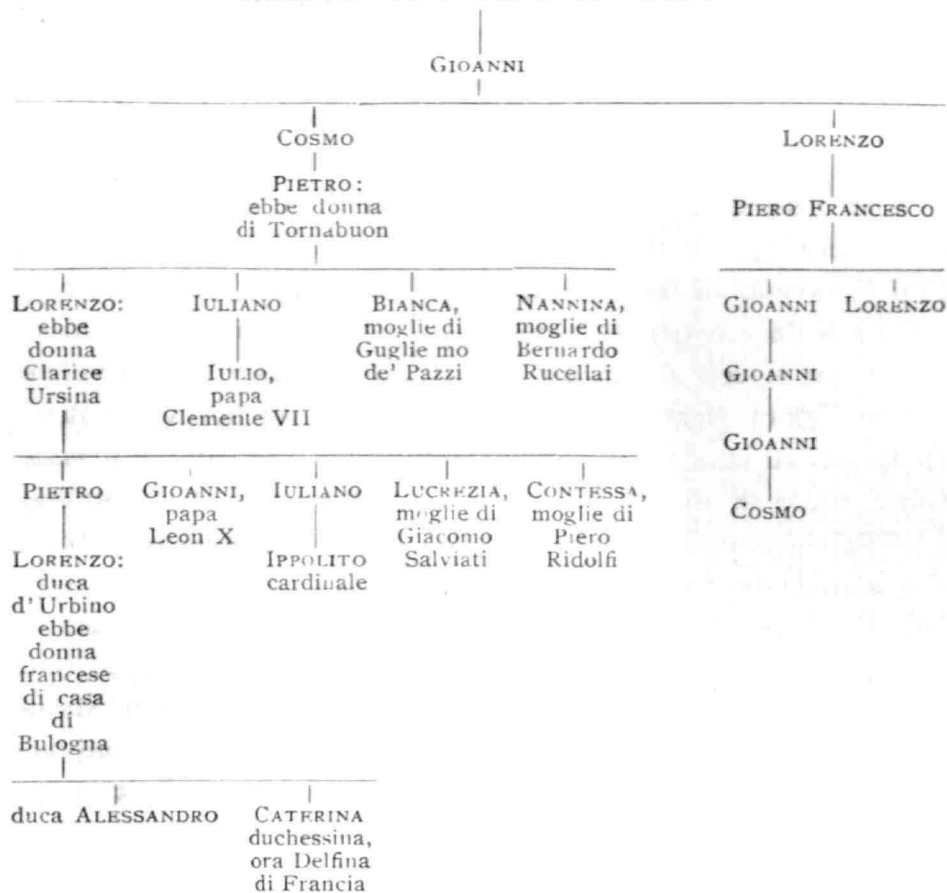 GIOANNI
COSMO
LORENZO
PIETRO:
ebbe donna
di Tornabuon
PIERO FRANCESCO
LORENZO:
ebbe
donna
Clarice
Ursina
IULIANO
IULIO,
papa
Clemente VII
BIANCA,
moglie di
Guglie mo
de' Pazzi
NANNINA,
moglie di
Bernardo
Rucellai
GIOANNI
LORENZO
GIOANNI
GIOANNI
COSMO
PIETRO
GIOANNI,
papa
Leon X
IULIANO
IPPOLITO
cardinale
LUCREZIA,
moglie di
Giacomo
Salviati
CONTESSA,
moglie di
Piero
Ridolfi
LORENZO:
duca
d'Urbino
ebbe
donna
francese
di casa
di
Bulogna
duca ALESSANDRO
CATERINA
duchessina,
ora Delfina
di Francia